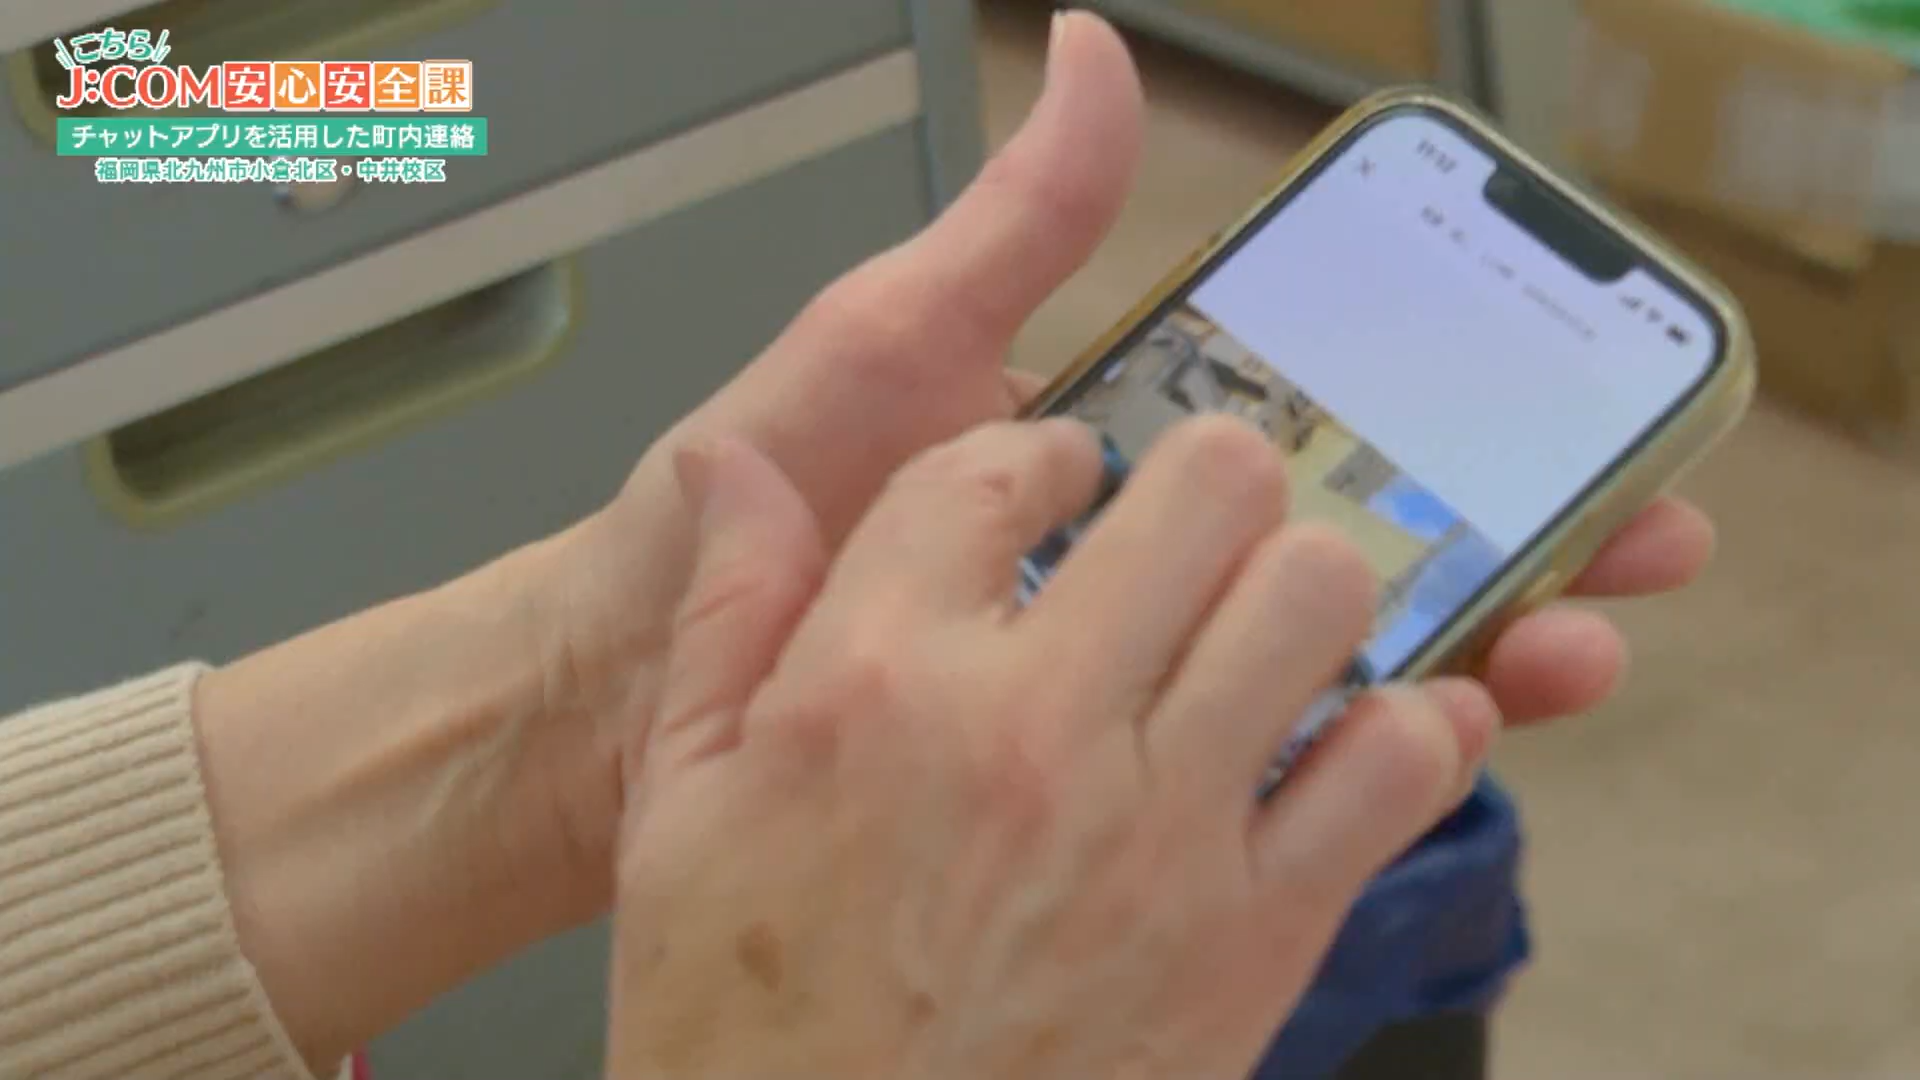 こちら
J:COM安心安全課
チャットアプリを活用した町内連絡
福岡県北九州市小倉北区・中井校区